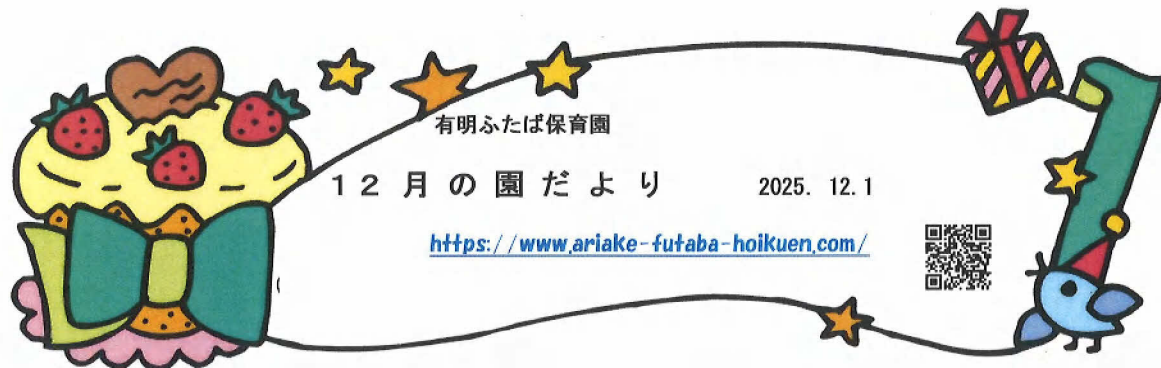 有明ふたば保育園
12月の園だより 2025. 12.1
https://www.ariake-futaba-hoikuen.com/